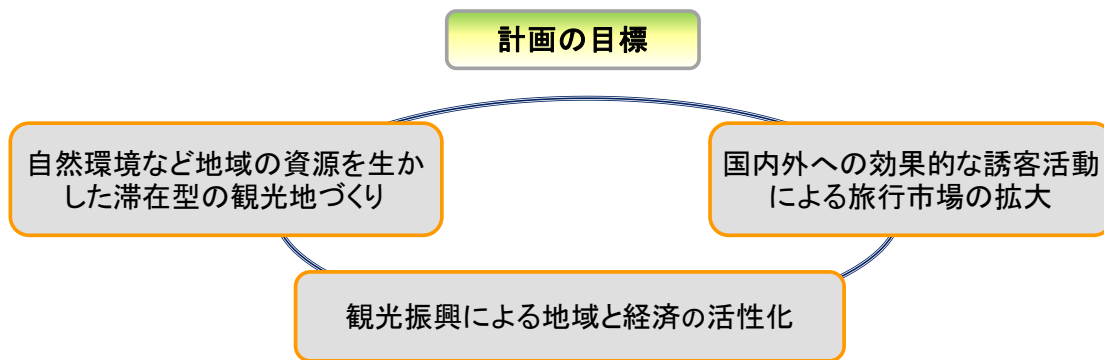 計画の目標
自然環境など地域の資源を生か
した滞在型の観光地づくり
国内外への効果的な誘客活動
による旅行市場の拡大
観光振興による地域と経済の活性化